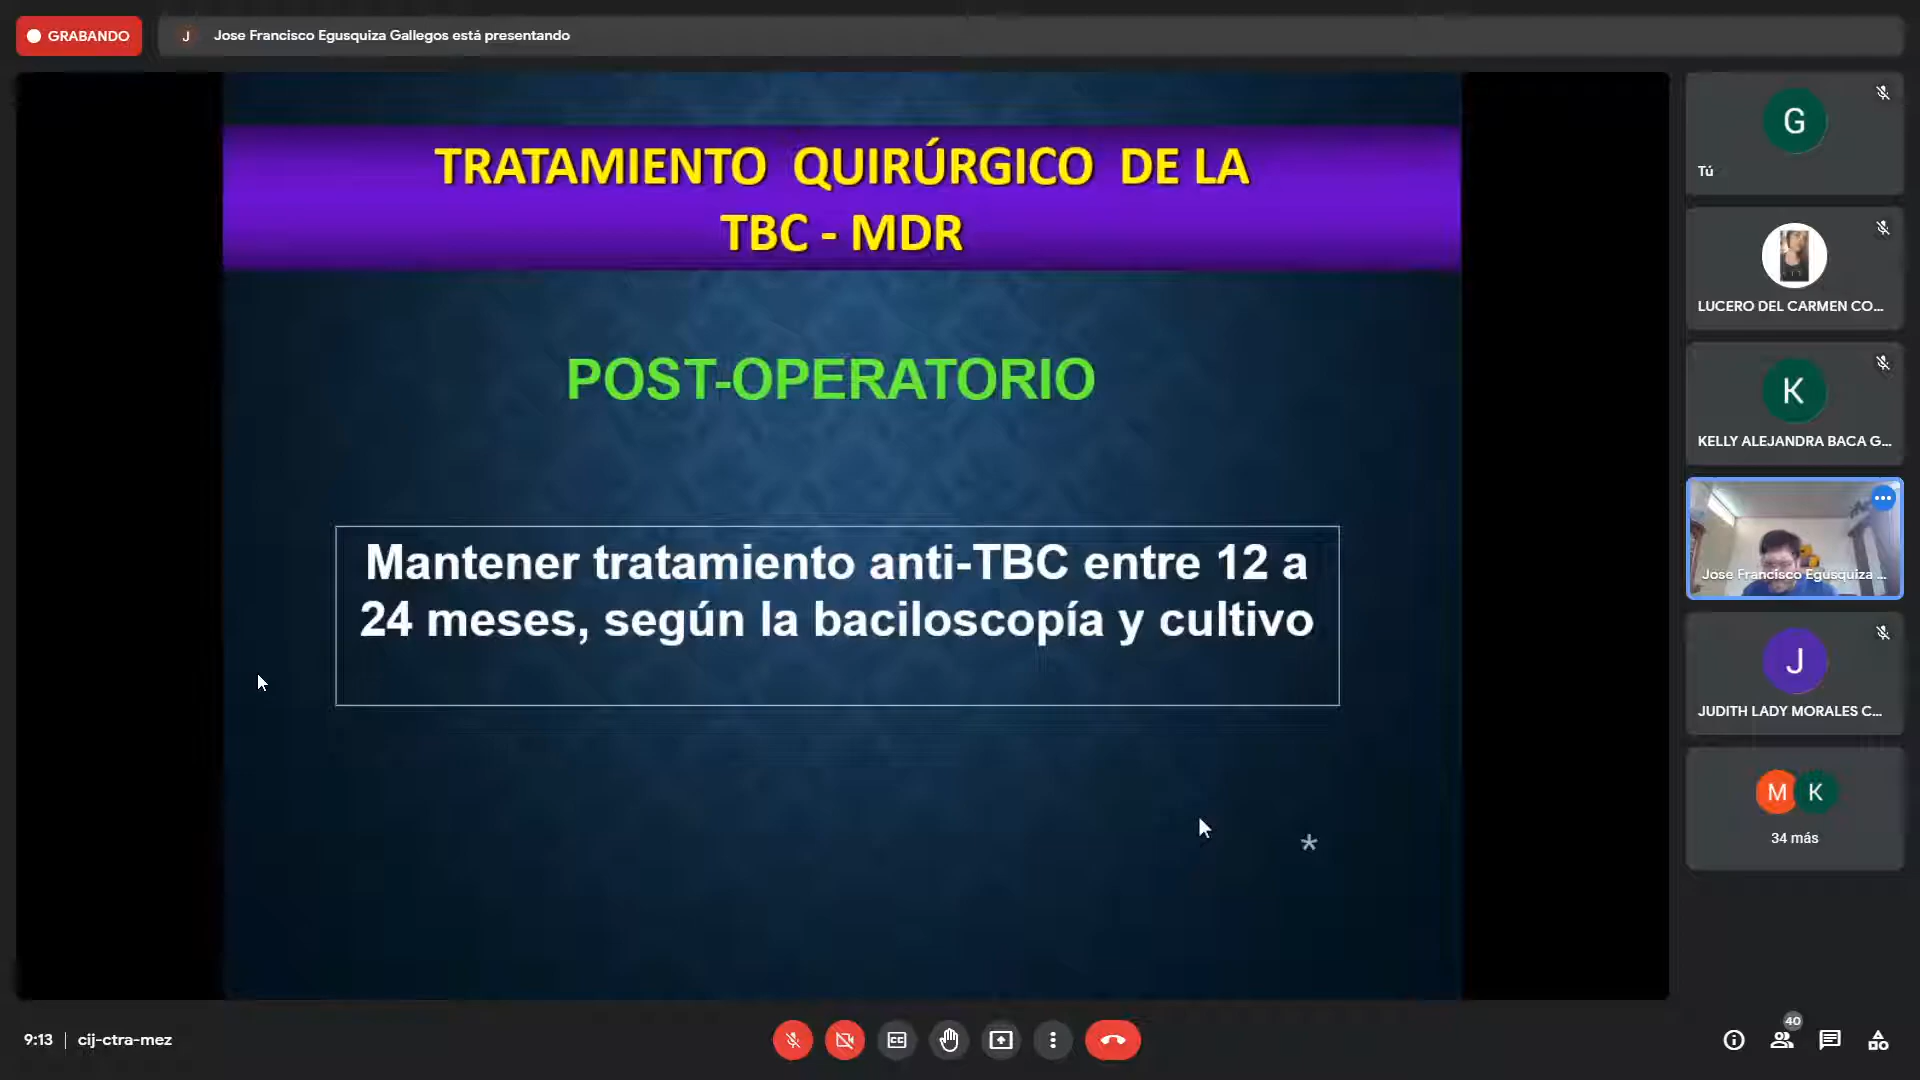 GRABANDO
J
Jose Francisco Egusquiza Gallegos está presentando
TRATAMIENTO QUIRÚRGICO DE LA
TBC - MDR
POST-OPERATORIO
Mantener tratamiento anti-TBC entre 12 a
24 meses, según la baciloscopía y cultivo
*
G
Tú
LUCERO DEL CARMEN CO...
K
KELLY ALEJANDRA BACA G...
Jose Francisco Egusquiza ...
J
JUDITH LADY MORALES C...
M K
34 más
9:13 | cij-ctra-mez
CC
40